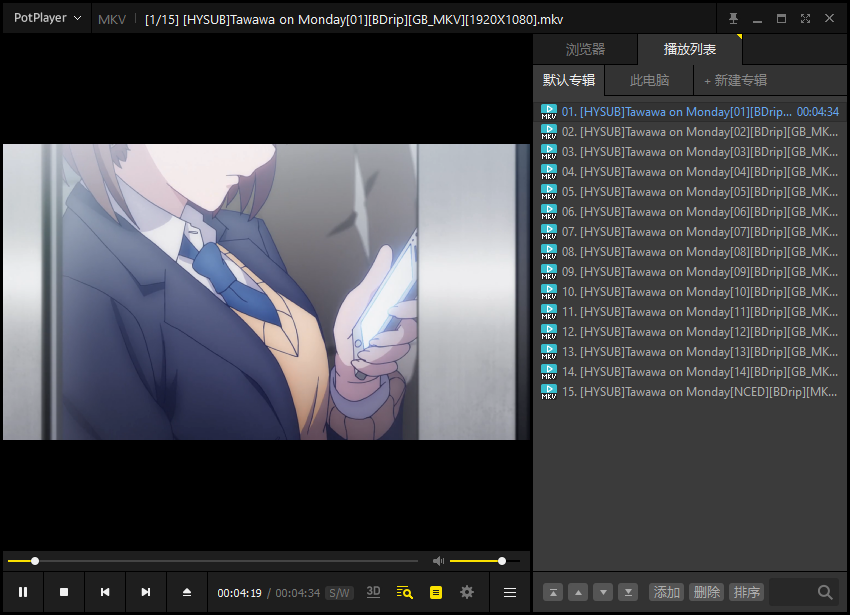 PotPlayer
MKV
[1/15] [HYSUB]Tawawa on Monday[01][BDrip][GB_MKV][1920X1080].mkv
浏览器
播放列表
默认专辑
此电脑
+ 新建专辑
MKV 01. [HYSUB]Tawawa on Monday[01][BDrip... 00:04:34
MKV 02. [HYSUB]Tawawa on Monday[02][BDrip][GB_MK...
MKV 03. [HYSUB]Tawawa on Monday[03][BDrip][GB_MK...
MKV 04. [HYSUB]Tawawa on Monday[04][BDrip][GB_MK...
MKV 05. [HYSUB]Tawawa on Monday[05][BDrip][GB_MK...
MKV 06. [HYSUB]Tawawa on Monday[06][BDrip][GB_MK...
MKV 07. [HYSUB]Tawawa on Monday[07][BDrip][GB_MK...
MKV 08. [HYSUB]Tawawa on Monday[08][BDrip][GB_MK...
MKV 09. [HYSUB]Tawawa on Monday[09][BDrip][GB_MK...
MKV 10. [HYSUB]Tawawa on Monday[10][BDrip][GB_MK...
MKV 11. [HYSUB]Tawawa on Monday[11][BDrip][GB_MK...
MKV 12. [HYSUB]Tawawa on Monday[12][BDrip][GB_MK...
MKV 13. [HYSUB]Tawawa on Monday[13][BDrip][GB_MK...
MKV 14. [HYSUB]Tawawa on Monday[14][BDrip][GB_MK...
MKV 15. [HYSUB]Tawawa on Monday[NCED][BDrip][MK...
00:04:19 / 00:04:34 S/W 3D
添加 删除 排序